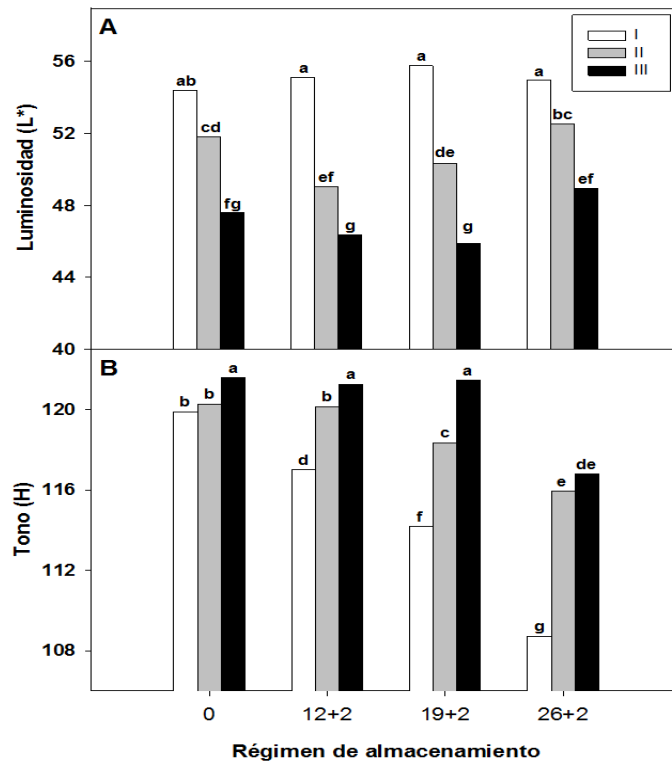 A
I
II
III
Luminosidad (L*)
56
52
48
44
40
ab
cd
fg
a
ef
g
a
de
g
a
bc
ef
B
Tono (H)
120
116
112
108
b
b
a
d
b
a
f
c
a
g
e
de
0
12+2
19+2
26+2
Régimen de almacenamiento